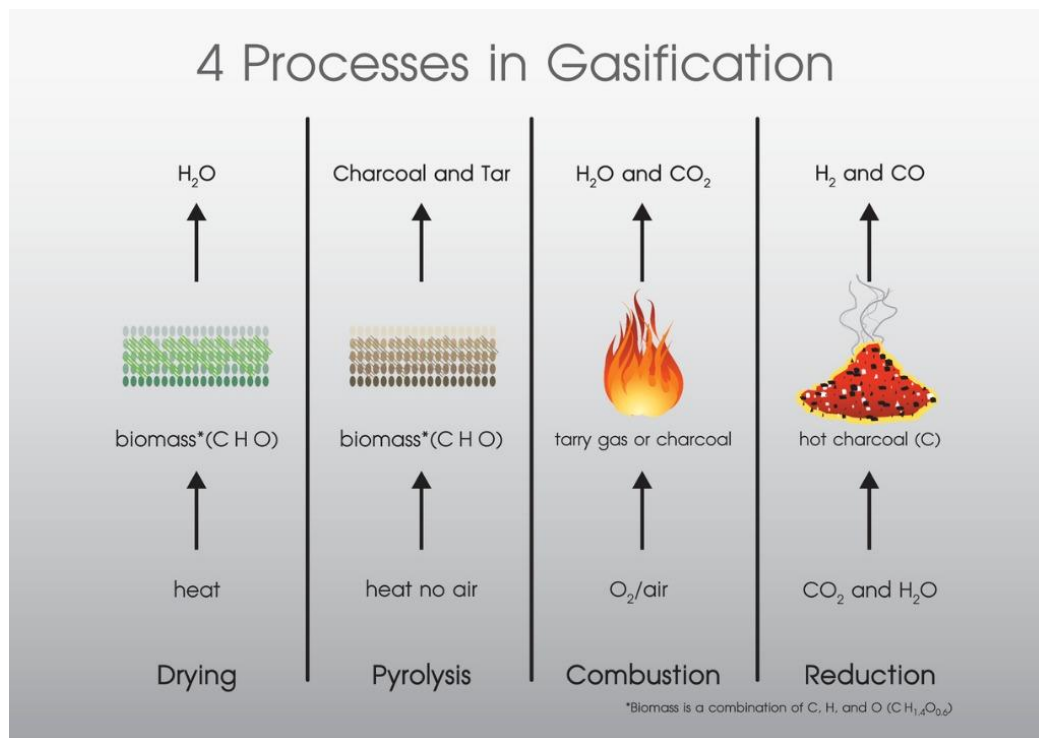 4 Processes in Gasification
H₂O
Charcoal and Tar
H₂O and CO₂
H₂ and CO
biomass*(C H O)
biomass*(C H O)
tarry gas or charcoal
hot charcoal (C)
heat
heat no air
O₂/air
CO₂ and H₂O
Drying
Pyrolysis
Combustion
Reduction
*Biomass is a combination of C, H, and O (CH₁.₄O₀.₆)